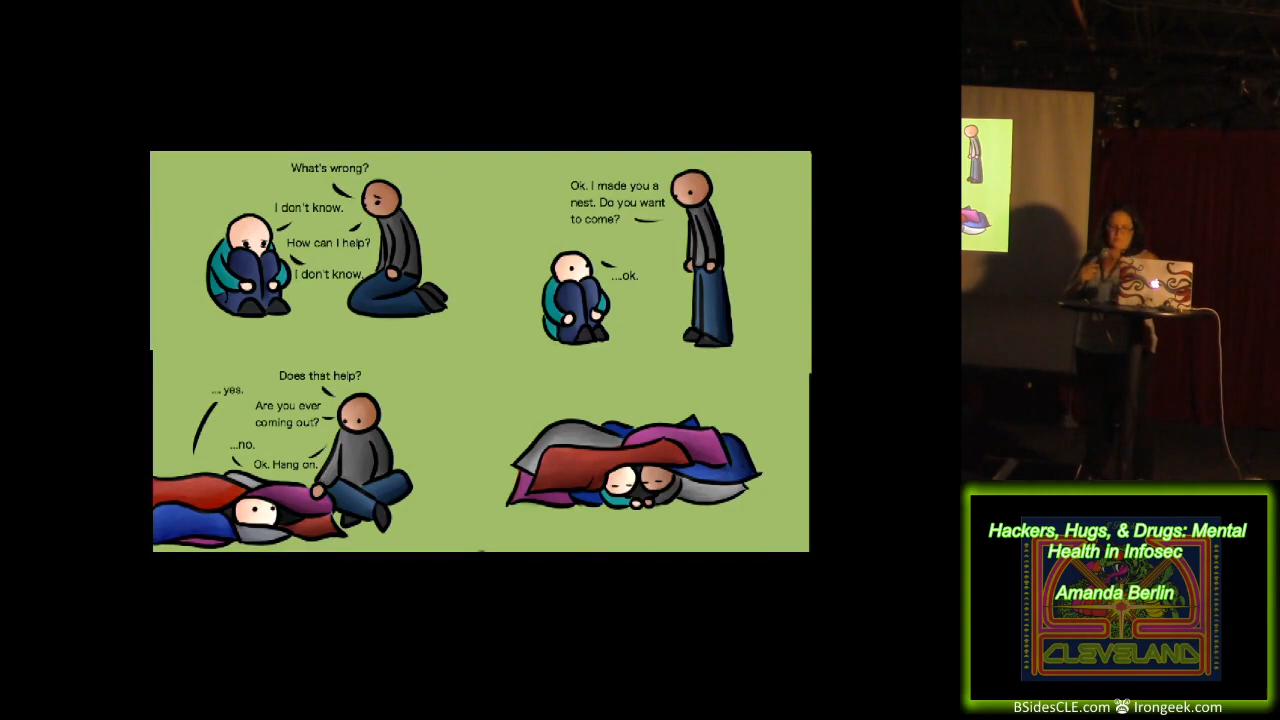 What's wrong?
I don't know.
How can I help?
I don't know.
Ok. I made you a
nest. Do you want
to come?
....ok.
Does that help?
... yes.
Are you ever
coming out?
...no.
Ok. Hang on.
Hackers, Hugs, & Drugs: Mental
Health in Infosec
Amanda Berlin
CLEVELAND
BSidesCLE.com Irongeek.com